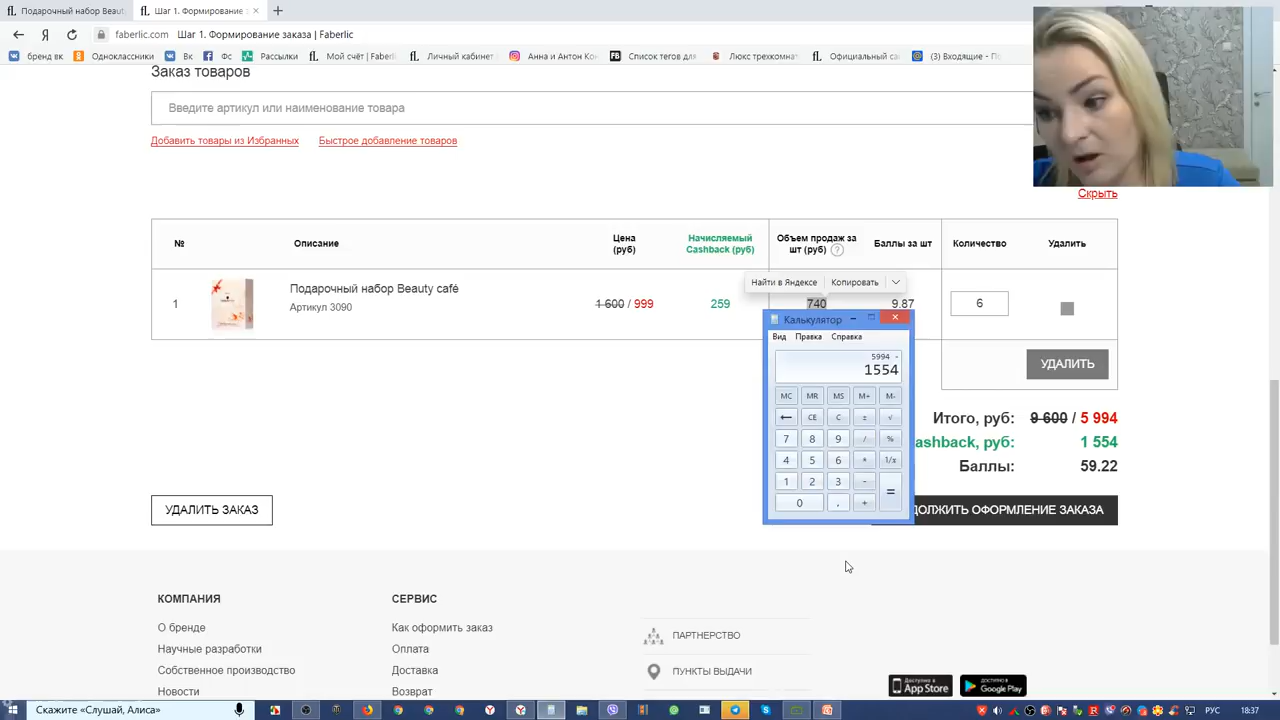 Подарочный набор Beauty
Шаг 1. Формирование з
faberlic.com Шаг 1. Формирование заказа | Faberlic
бренд вк
Одноклассники
Вк
Фс
Рассылки
Мой счёт | Faberlic
Личный кабинет
Анна и Антон Кон
Список тегов для
Люкс трехкомнат
Официальный са
(3) Входящие - По
Заказ товаров
Введите артикул или наименование товара
Добавить товары из Избранных
Быстрое добавление товаров
Скрыть
№
Описание
Цена (руб)
Начисляемый Cashback (руб)
Объем продаж за шт (руб) ?
Баллы за шт
Количество
Удалить
Найти в Яндексе
Копировать
1
Подарочный набор Beauty café
Артикул 3090
1 600 / 999
259
740
9.87
6
Калькулятор
Вид Правка Справка
5994 -
1554
MC MR MS M+ M-
← CE C ± √
7 8 9 / %
4 5 6 * 1/x
1 2 3 - =
0 , +
УДАЛИТЬ
Итого, руб: 9 600 / 5 994
ashback, руб: 1 554
Баллы: 59.22
УДАЛИТЬ ЗАКАЗ
ДОЛЖИТЬ ОФОРМЛЕНИЕ ЗАКАЗА
КОМПАНИЯ
О бренде
Научные разработки
Собственное производство
Новости
СЕРВИС
Как оформить заказ
Оплата
Доставка
Возврат
ПАРТНЕРСТВО
ПУНКТЫ ВЫДАЧИ
App Store
Google Play
Скажите «Слушай, Алиса»
РУС
18:37